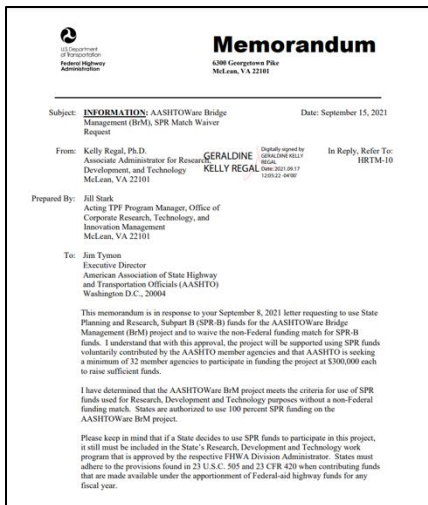 U.S. Department
of Transportation
Federal Highway
Administration
Memorandum
6300 Georgetown Pike
McLean, VA 22101
Subject: INFORMATION: AASHTOWare Bridge
Management (BrM), SPR Match Waiver
Request
Date: September 15, 2021
From: Kelly Regal, Ph.D.
Associate Administrator for Research,
Development, and Technology
McLean, VA 22101
GERALDINE
KELLY REGAL
Digitally signed by
GERALDINE KELLY
REGAL
Date: 2021.09.17
12:05:22 -04'00'
In Reply, Refer To:
HRTM-10
Prepared By: Jill Stark
Acting TPF Program Manager, Office of
Corporate Research, Technology, and
Innovation Management
McLean, VA 22101
To: Jim Tymon
Executive Director
American Association of State Highway
and Transportation Officials (AASHTO)
Washington D.C., 20004
This memorandum is in response to your September 8, 2021 letter requesting to use State
Planning and Research, Subpart B (SPR-B) funds for the AASHTOWare Bridge
Management (BrM) project and to waive the non-Federal funding match for SPR-B
funds. I understand that with this approval, the project will be supported using SPR funds
voluntarily contributed by the AASHTO member agencies and that AASHTO is seeking
a minimum of 32 member agencies to participate in funding the project at $300,000 each
to raise sufficient funds.
I have determined that the AASHTOWare BrM project meets the criteria for use of SPR
funds used for Research, Development and Technology purposes without a non-Federal
funding match. States are authorized to use 100 percent SPR funding on the
AASHTOWare BrM project.
Please keep in mind that if a State decides to use SPR funds to participate in this project,
it still must be included in the State's Research, Development and Technology work
program that is approved by the respective FHWA Division Administrator. States must
adhere to the provisions found in 23 U.S.C. 505 and 23 CFR 420 when contributing funds
that are made available under the apportionment of Federal-aid highway funds for any
fiscal year.